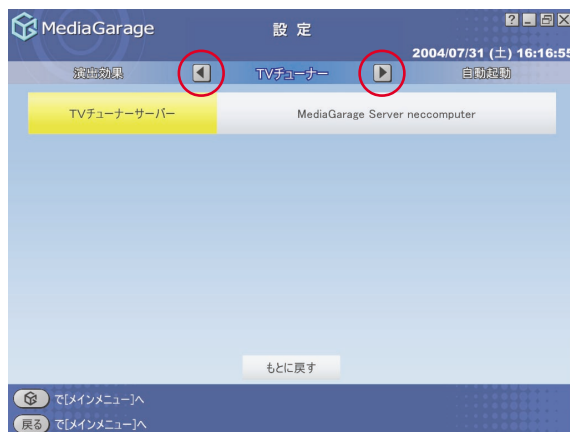 MediaGarage
設 定
2004/07/31 (土) 16:16:55
演出効果
TVチューナー
自動起動
TVチューナーサーバー
MediaGarage Server neccomputer
もとに戻す
で[メインメニュー]へ
戻る で[メインメニュー]へ